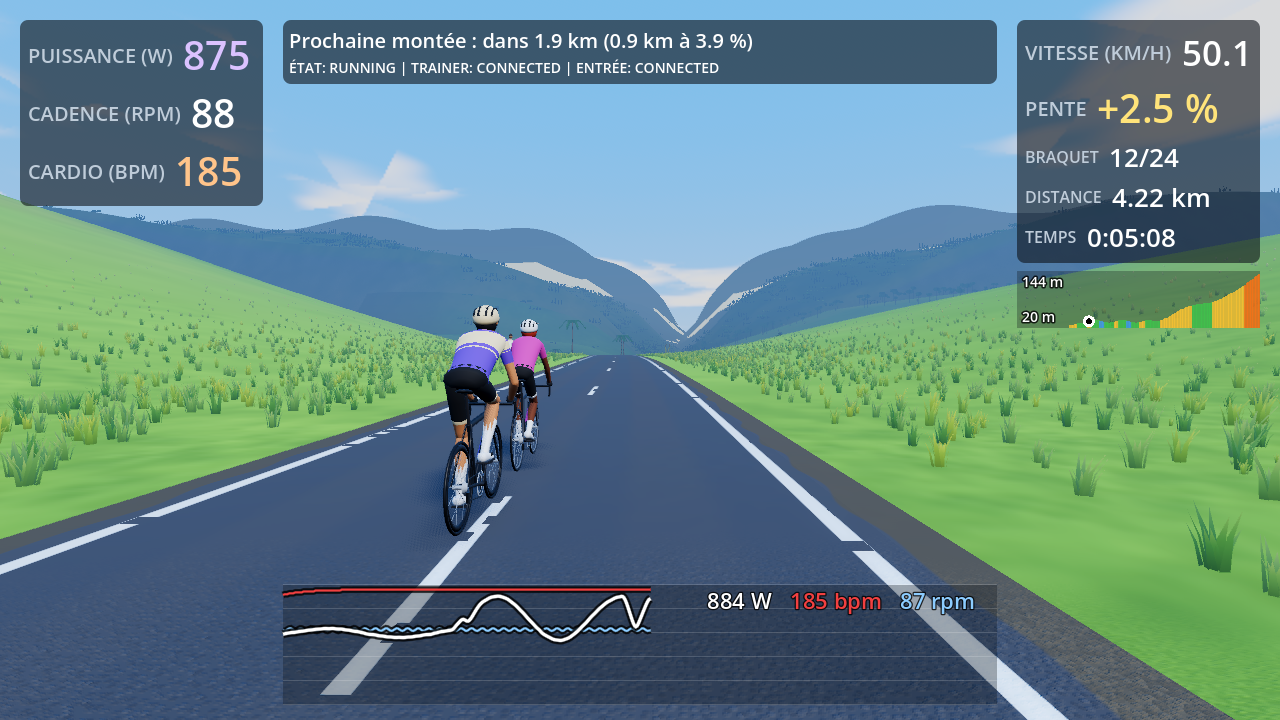 PUISSANCE (W) 875
CADENCE (RPM) 88
CARDIO (BPM) 185
Prochaine montée : dans 1.9 km (0.9 km à 3.9 %)
ÉTAT: RUNNING | TRAINER: CONNECTED | ENTRÉE: CONNECTED
VITESSE (KM/H) 50.1
PENTE +2.5 %
BRAQUET 12/24
DISTANCE 4.22 km
TEMPS 0:05:08
144 m
20 m
884 W 185 bpm 87 rpm